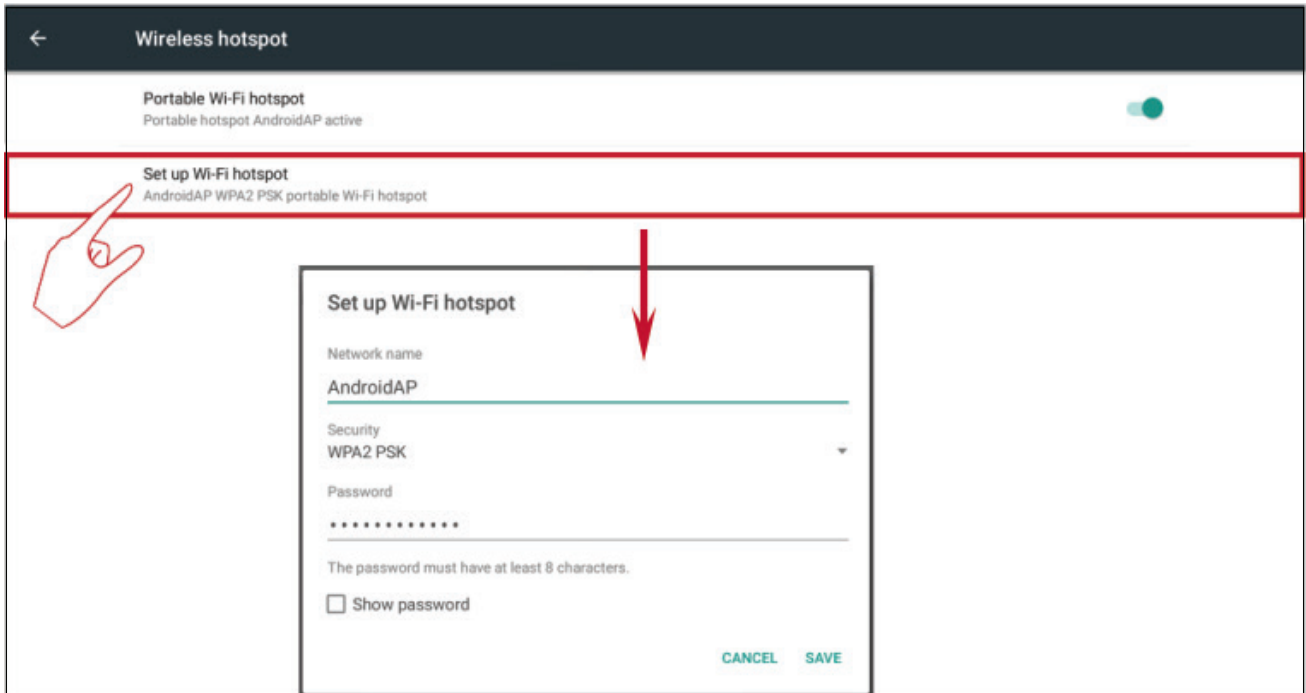 Wireless hotspot
Portable Wi-Fi hotspot
Portable hotspot AndroidAP active
Set up Wi-Fi hotspot
AndroidAP WPA2 PSK portable Wi-Fi hotspot
Set up Wi-Fi hotspot
Network name
AndroidAP
Security
WPA2 PSK
Password
••••••••••••
The password must have at least 8 characters.
Show password
CANCEL SAVE